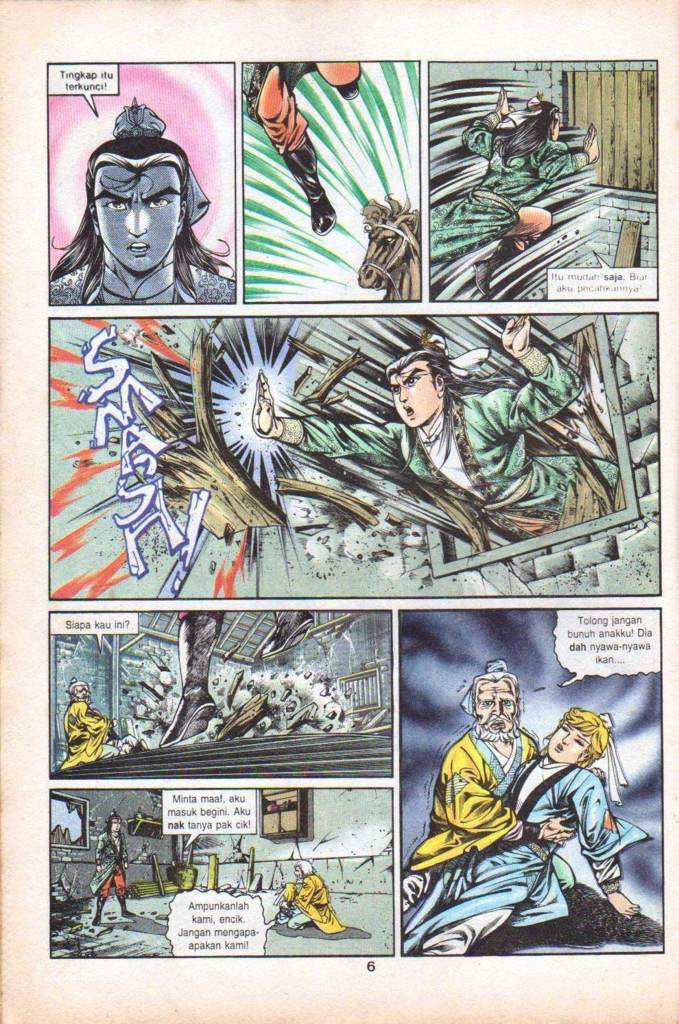 Tingkap itu
terkunci!
Itu mudah saja. Biar
aku pecahkannya!
SMAASH
Siapa kau ini?
Tolong jangan
bunuh anakku! Dia
dah nyawa-nyawa
ikan....
Minta maaf, aku
masuk begini. Aku
nak tanya pak cik!
Ampunkanlah
kami, encik.
Jangan mengapa-
apakan kami!
6